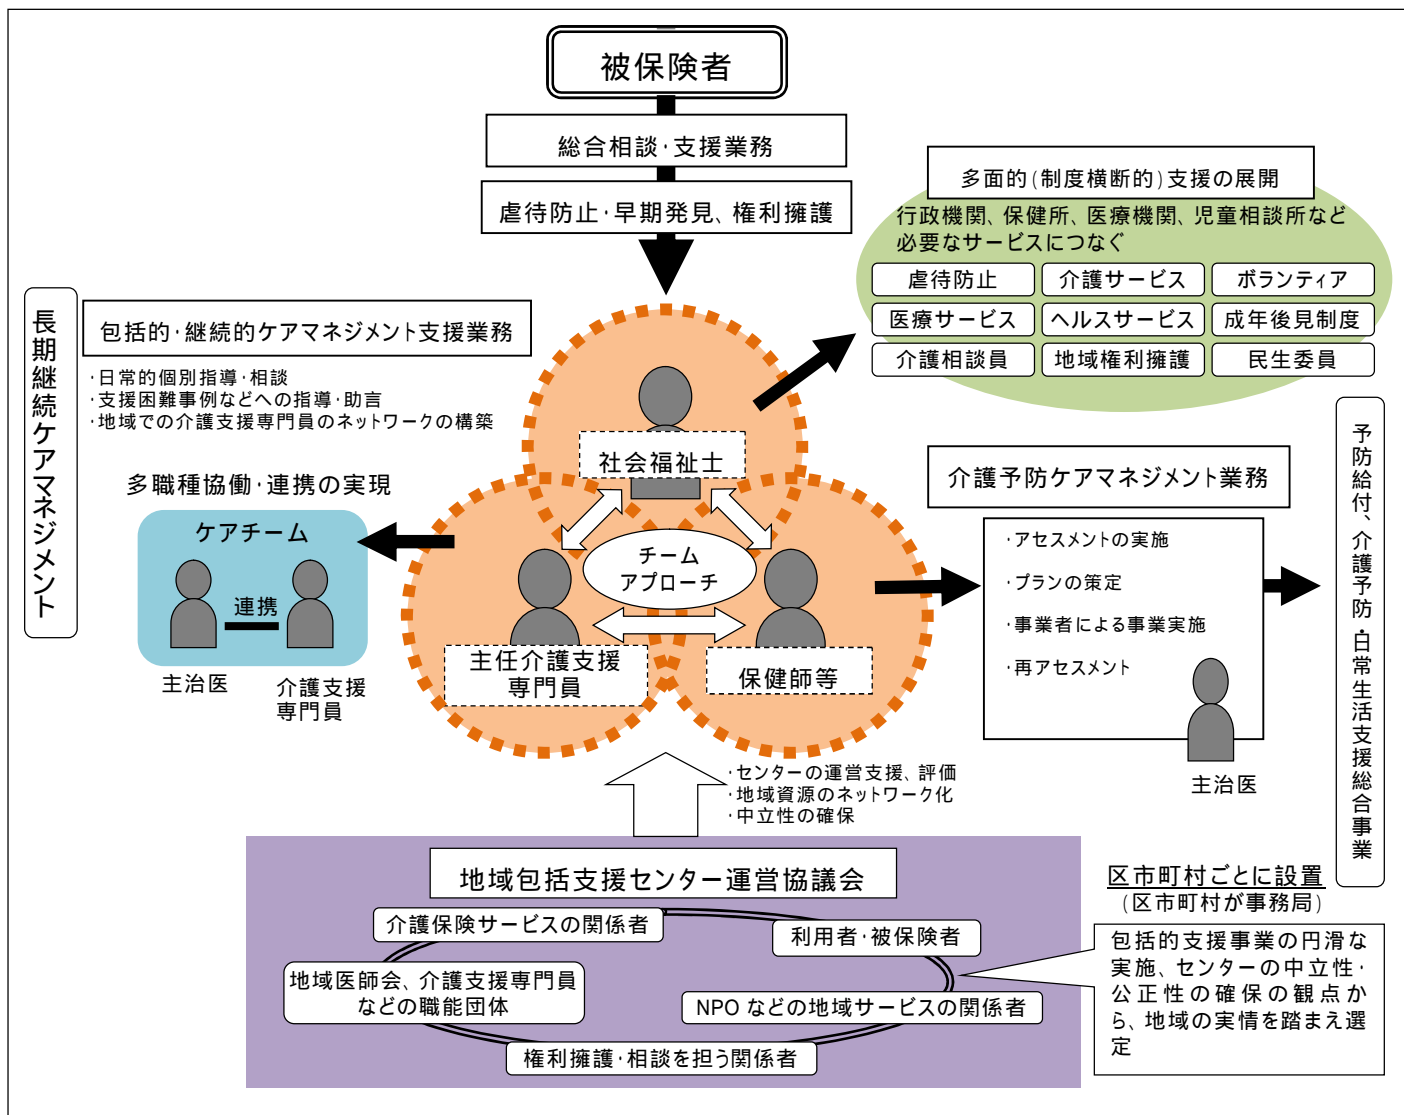 被保険者
総合相談･支援業務
虐待防止･早期発見、権利擁護
多面的(制度横断的)支援の展開
行政機関、保健所、医療機関、児童相談所など
必要なサービスにつなぐ
虐待防止
介護サービス
ボランティア
医療サービス
ヘルスサービス
成年後見制度
介護相談員
地域権利擁護
民生委員
長期継続ケアマネジメント
包括的･継続的ケアマネジメント支援業務
･日常的個別指導･相談
･支援困難事例などへの指導･助言
･地域での介護支援専門員のネットワークの構築
多職種協働･連携の実現
ケアチーム
連携
主治医
介護支援
専門員
社会福祉士
チーム
アプローチ
主任介護支援
専門員
保健師等
介護予防ケアマネジメント業務
･アセスメントの実施
･プランの策定
･事業者による事業実施
･再アセスメント
主治医
予防給付、介護予防･日常生活支援総合事業
･センターの運営支援、評価
･地域資源のネットワーク化
･中立性の確保
地域包括支援センター運営協議会
介護保険サービスの関係者
利用者･被保険者
地域医師会、介護支援専門員
などの職能団体
NPO などの地域サービスの関係者
権利擁護･相談を担う関係者
区市町村ごとに設置
(区市町村が事務局)
包括的支援事業の円滑な
実施、センターの中立性･
公正性の確保の観点か
ら、地域の実情を踏まえ選
定